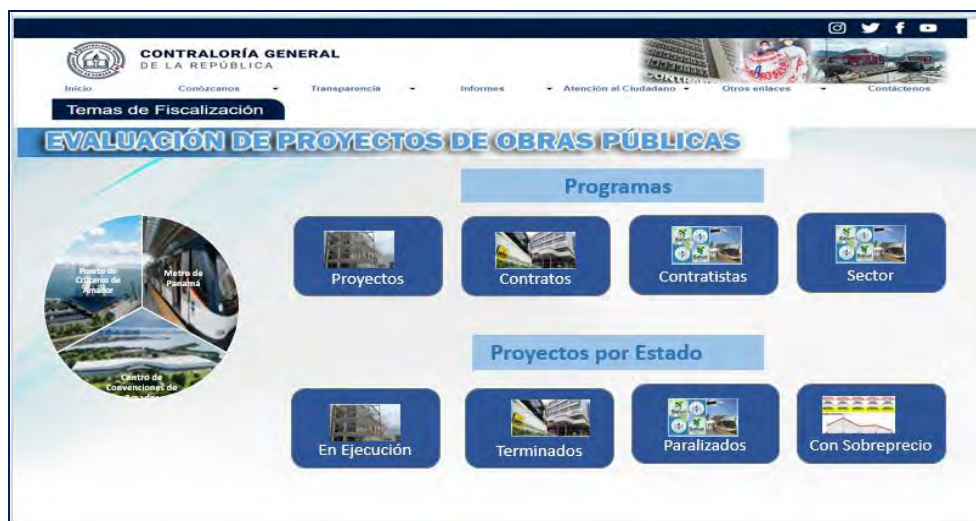 CONTRALORÍA GENERAL
DE LA REPÚBLICA
Inicio
Conózcanos
Transparencia
Informes
Atención al Ciudadano
Otros enlaces
Contáctenos
Temas de Fiscalización
EVALUACIÓN DE PROYECTOS DE OBRAS PÚBLICAS
Programas
Proyectos
Contratos
Contratistas
Sector
Puerto de
Cruceros de
Amador
Metro de
Panamá
Centro de
Convenciones de
Amador
Proyectos por Estado
En Ejecución
Terminados
Paralizados
Con Sobreprecio